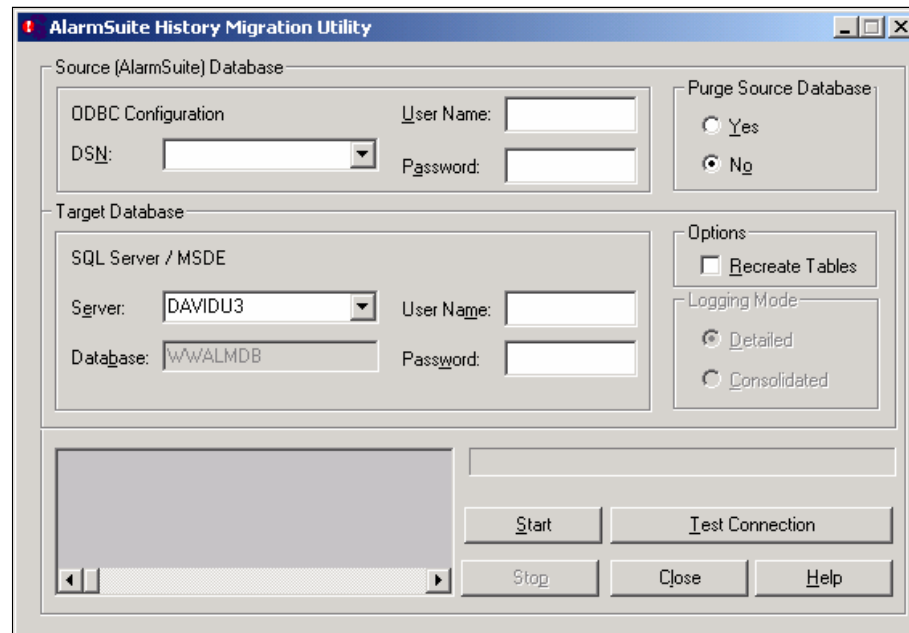 AlarmSuite History Migration Utility
Source (AlarmSuite) Database
ODBC Configuration
DSN:
User Name:
Password:
Purge Source Database
Yes
No
Target Database
SQL Server / MSDE
Server: DAVIDU3
Database: WWALMDB
User Name:
Password:
Options
Recreate Tables
Logging Mode
Detailed
Consolidated
Start
Test Connection
Stop
Close
Help